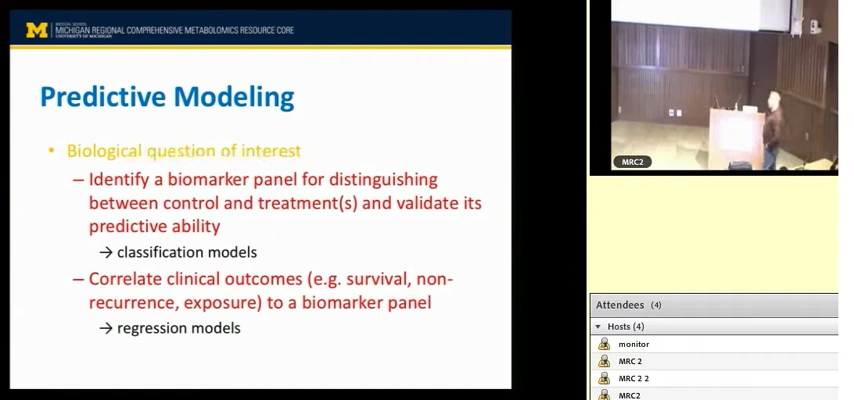 MEDICAL SCHOOL
MICHIGAN REGIONAL COMPREHENSIVE METABOLOMICS RESOURCE CORE
UNIVERSITY OF MICHIGAN
Predictive Modeling
• Biological question of interest
– Identify a biomarker panel for distinguishing
between control and treatment(s) and validate its
predictive ability
→ classification models
– Correlate clinical outcomes (e.g. survival, non-
recurrence, exposure) to a biomarker panel
→ regression models
MRC2
Attendees (4)
Hosts (4)
monitor
MRC 2
MRC 2 2
MRC2